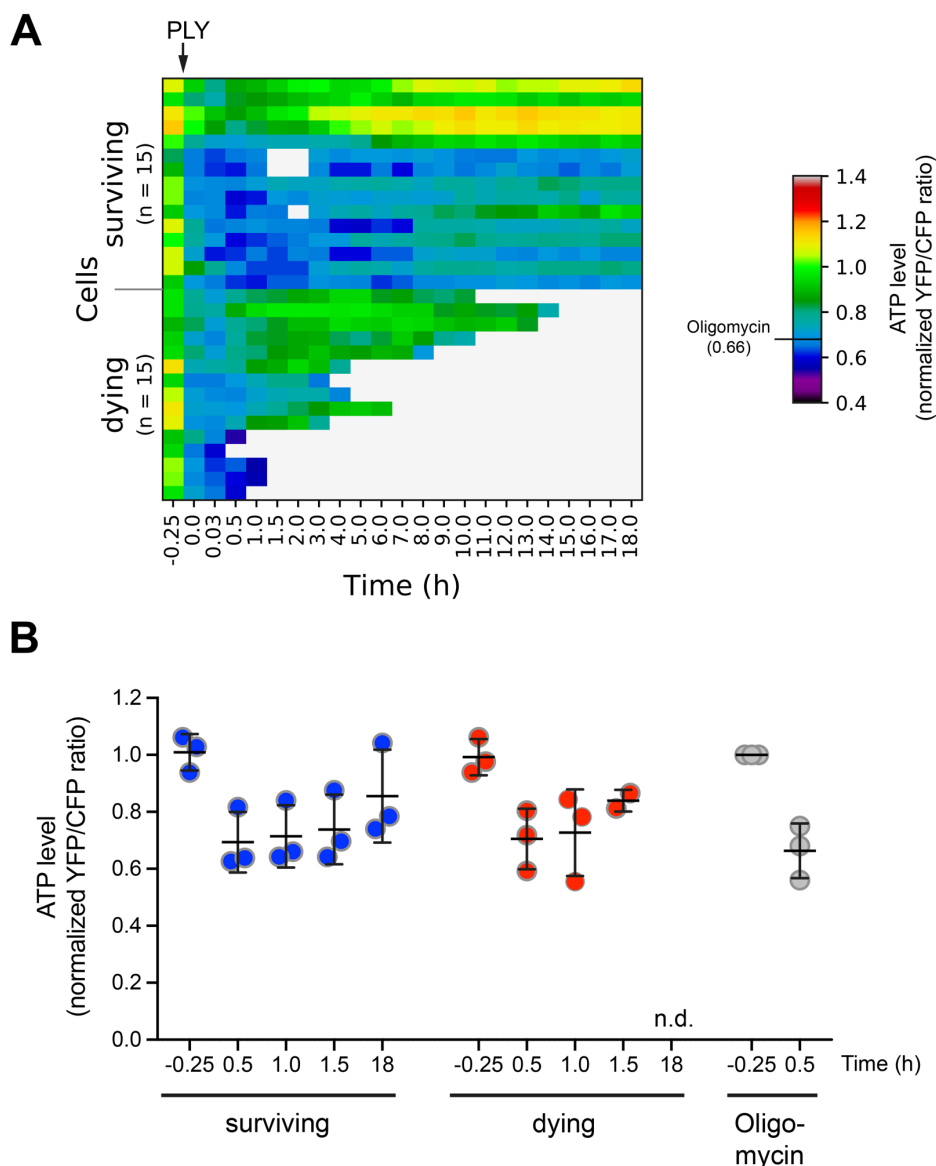 A
PLY
surviving
(n = 15)
Cells
dying
(n = 15)
-0.25
0.0
0.03
0.5
1.0
1.5
2.0
3.0
4.0
5.0
6.0
7.0
8.0
9.0
10.0
11.0
12.0
13.0
14.0
15.0
16.0
17.0
18.0
Time (h)
Oligomycin
(0.66)
1.4
1.2
1.0
0.8
0.6
0.4
ATP level
(normalized YFP/CFP ratio)
B
ATP level
(normalized YFP/CFP ratio)
1.2
1.0
0.8
0.6
0.4
0.2
0.0
n.d.
-0.25 0.5 1.0 1.5 18 -0.25 0.5 1.0 1.5 18 -0.25 0.5 Time (h)
surviving dying Oligo-
mycin